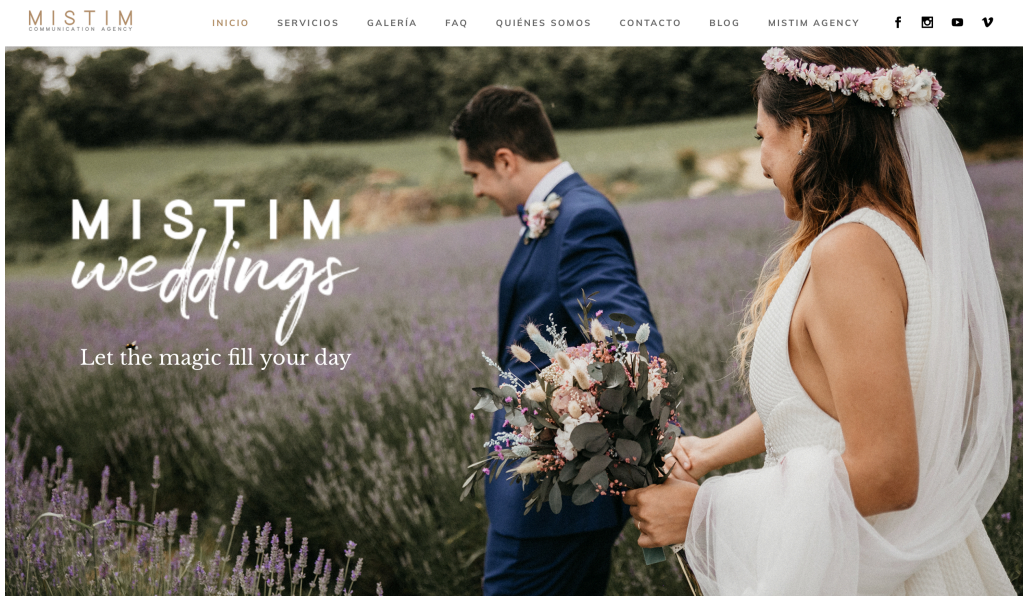 MISTIM
COMMUNICATION AGENCY
INICIO SERVICIOS GALERÍA FAQ QUIÉNES SOMOS CONTACTO BLOG MISTIM AGENCY
MISTIM
weddings
Let the magic fill your day